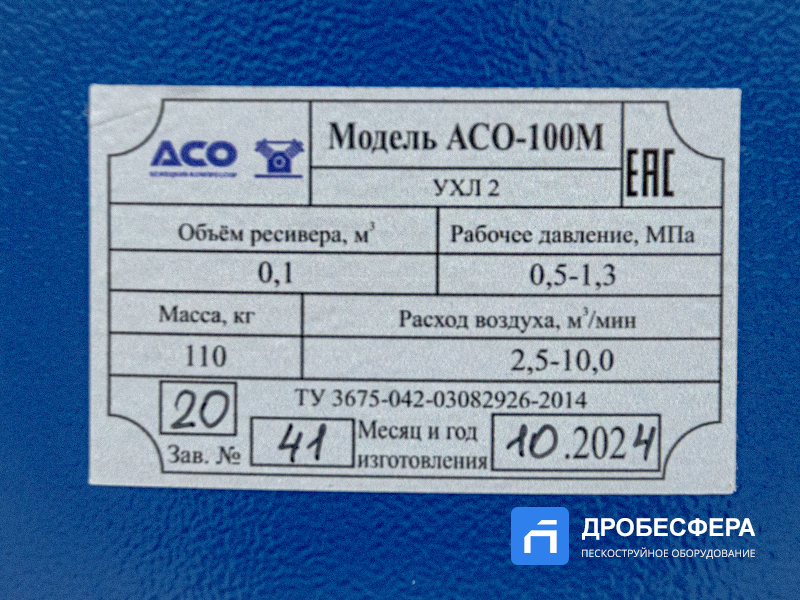 АСО
Модель АСО-100М
УХЛ 2
ЕАС
Объём ресивера, м³
Рабочее давление, МПа
0,1
0,5-1,3
Масса, кг
Расход воздуха, м³/мин
110
2,5-10,0
20
ТУ 3675-042-03082926-2014
Зав. №
41
Месяц и год
изготовления
10.2024
ДРОБЕСФЕРА
ПЕСКОСТРУЙНОЕ ОБОРУДОВАНИЕ